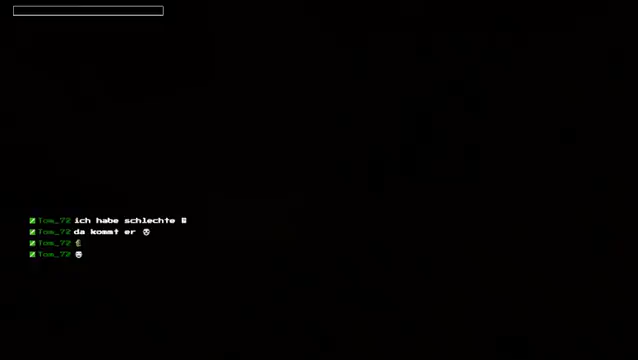 Tom_72 ich habe schlechte
Tom_72 da kommt er 💀
Tom_72
Tom_72